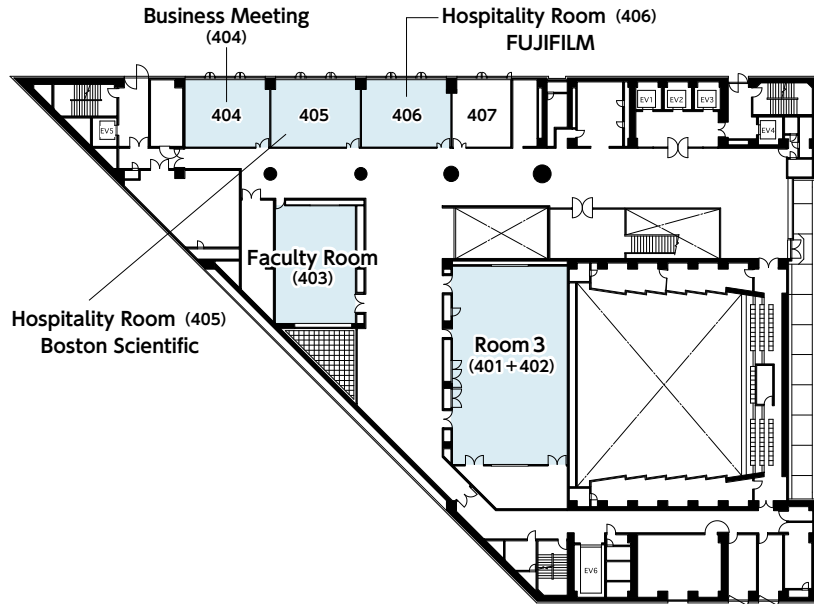 Business Meeting
(404)
Hospitality Room (406)
FUJIFILM
404
405
406
407
EV1
EV2
EV3
EV5
EV4
Faculty Room
(403)
Hospitality Room (405)
Boston Scientific
Room 3
(401+402)
EV6